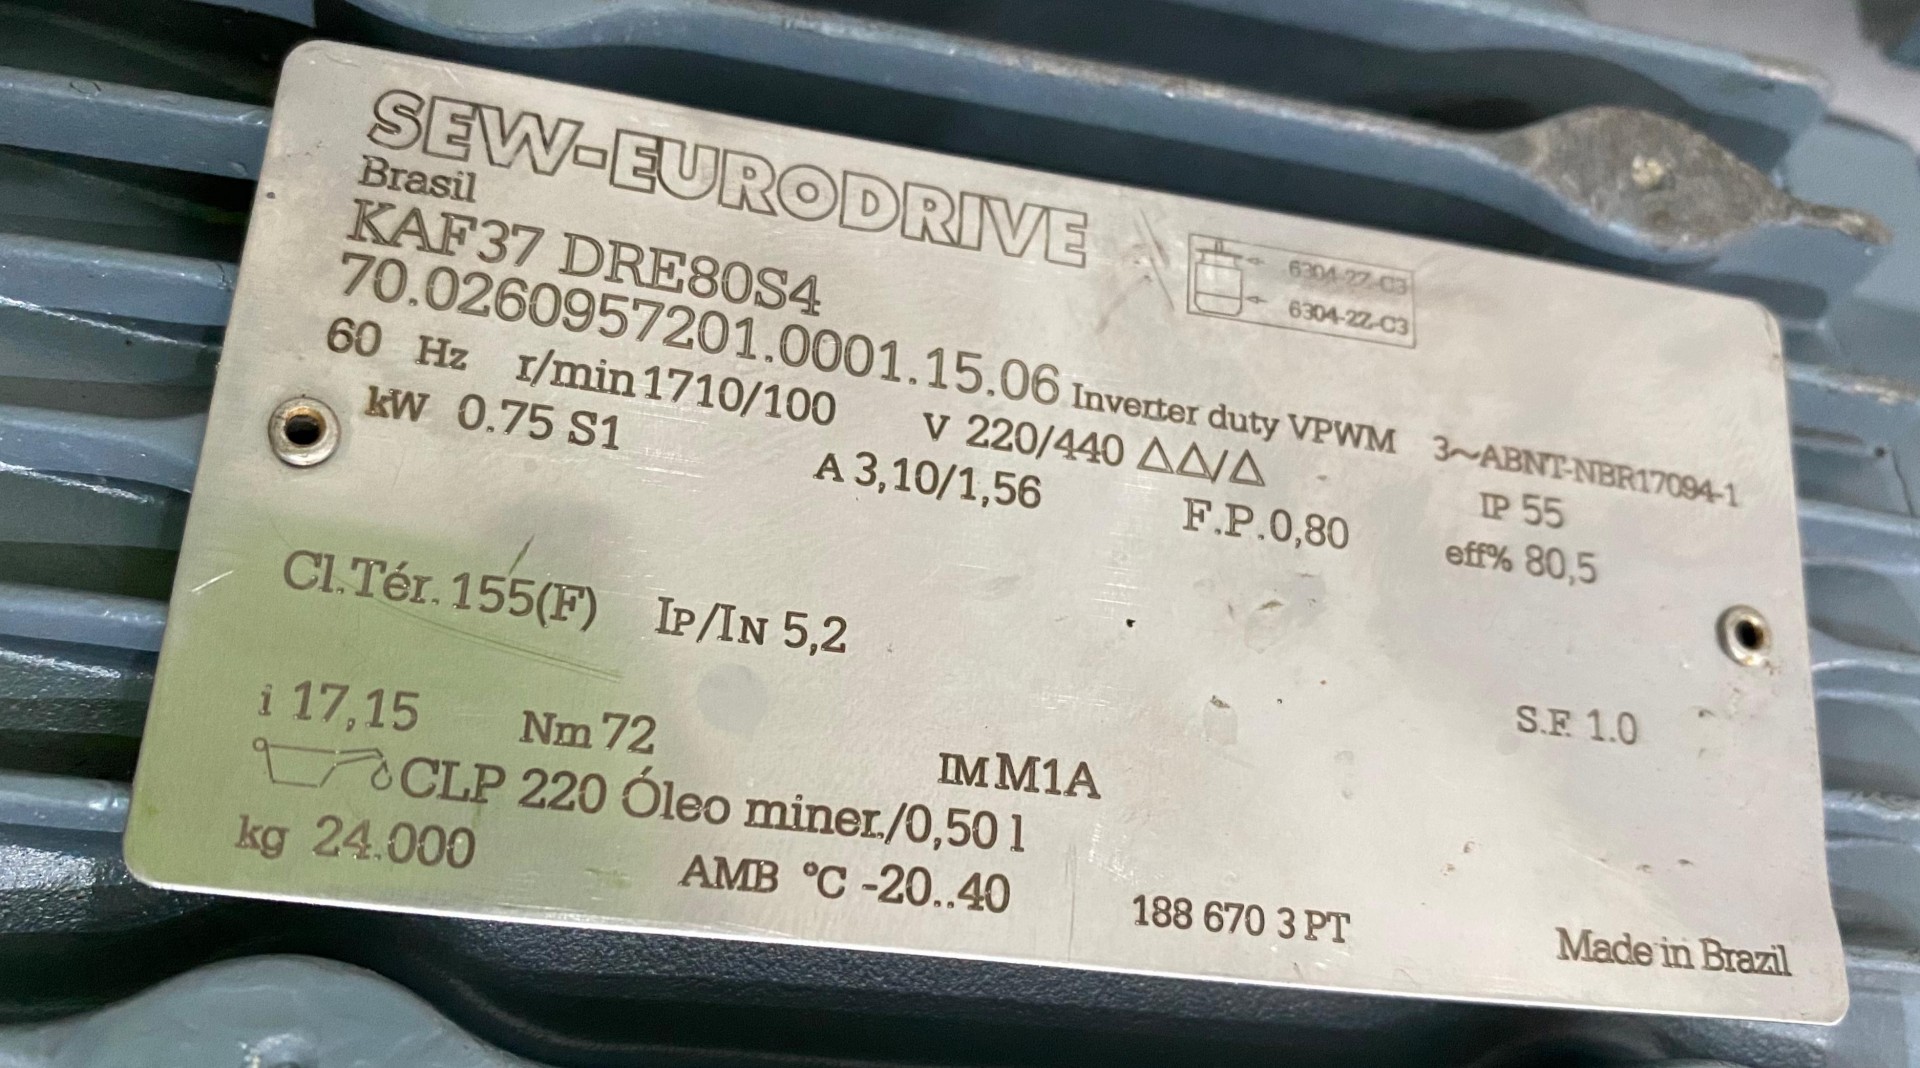 SEW-EURODRIVE
Brasil
6304-2Z-C3
6304-2Z-C3
KAF37 DRE80S4
70.0260957201.0001.15.06 Inverter duty VPWM 3~ABNT-NBR17094-1
60 Hz r/min 1710/100 V 220/440 △△/△ IP 55
kW 0.75 S1 A 3,10/1,56 F.P.0,80 eff% 80,5
Cl.Tér. 155(F) IP/IN 5,2
i 17,15 Nm 72 IM M1A S.F. 1.0
CLP 220 Óleo miner./0,50 l
kg 24.000 AMB °C -20..40 188 670 3 PT Made in Brazil